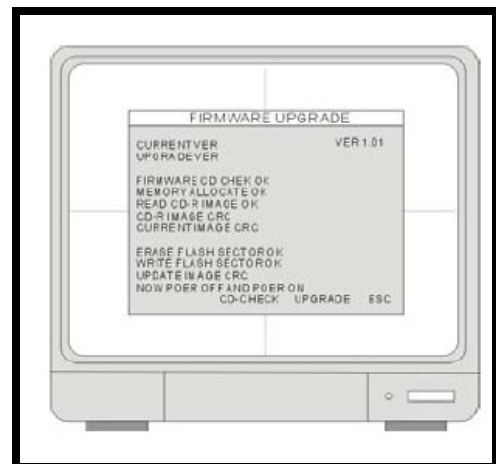 FIRMWARE UPGRADE
CURRENTVER VER 1.01
UPGRADEVER
FIRMWARE CD CHEK OK
MEMORY ALLOCATE OK
READ CD-R IMAGE OK
CD-R IMAGE CRC
CURRENTIMAGE CRC
ERASE FLASH SECTOR OK
WRITE FLASH SECTOR OK
UPDATE IMAGE CRC
NOW POER OFF AND POER ON
CD-CHECK UPGRADE ESC